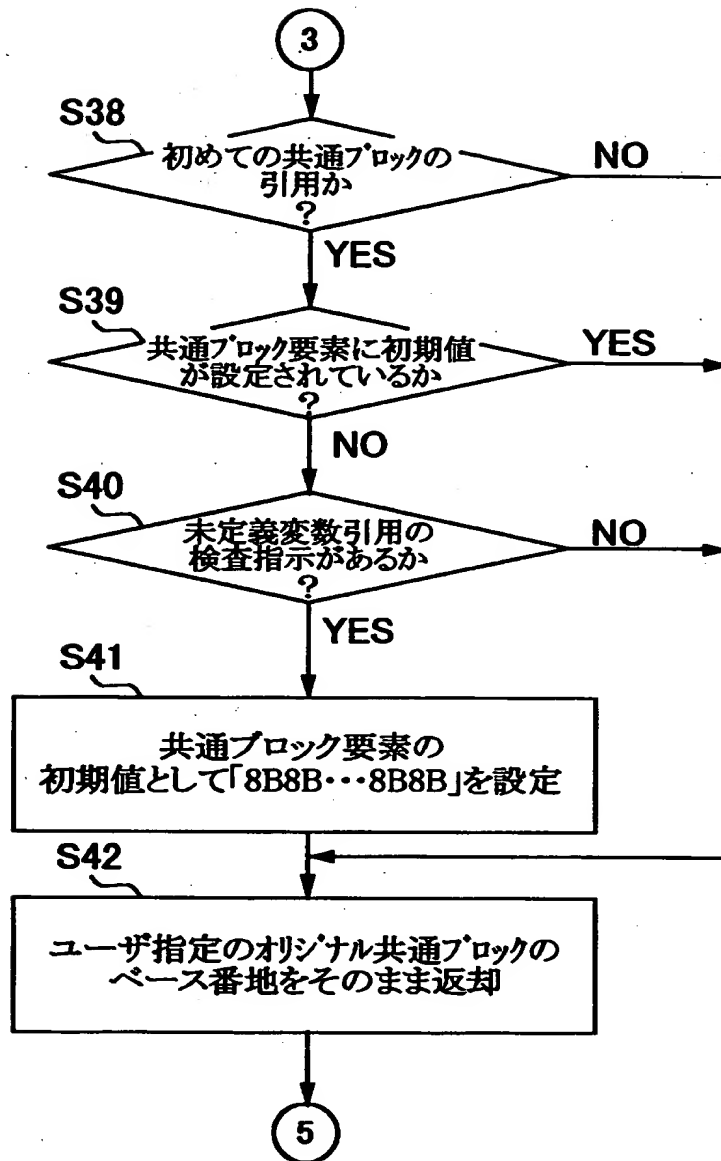 3
S38
初めての共通ブロックの
引用か
?
NO
YES
S39
共通ブロック要素に初期値
が設定されているか
?
YES
NO
S40
未定義変数引用の
検査指示があるか
?
NO
YES
S41
共通ブロック要素の
初期値として「8B8B・・・8B8B」を設定
S42
ユーザ指定のオリジナル共通ブロックの
ベース番地をそのまま返却
5